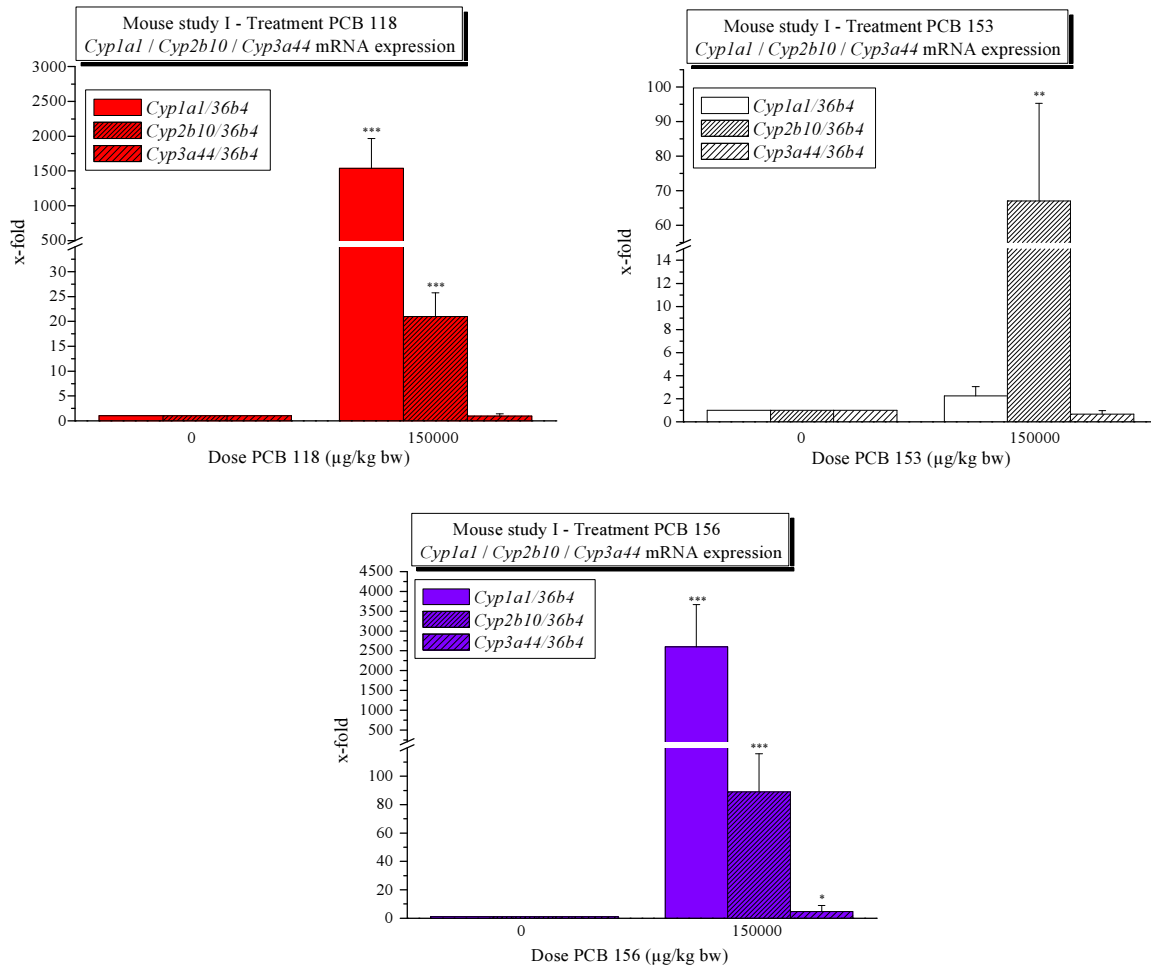 Mouse study I - Treatment PCB 118
Cyp1a1 / Cyp2b10 / Cyp3a44 mRNA expression
3000
2500
2000
1500
1000
500
30
25
20
15
10
5
0
x-fold
Cyp1a1/36b4
Cyp2b10/36b4
Cyp3a44/36b4
***
***
0
150000
Dose PCB 118 (µg/kg bw)
Mouse study I - Treatment PCB 153
Cyp1a1 / Cyp2b10 / Cyp3a44 mRNA expression
100
90
80
70
60
14
12
10
8
6
4
2
0
x-fold
Cyp1a1/36b4
Cyp2b10/36b4
Cyp3a44/36b4
**
0
150000
Dose PCB 153 (µg/kg bw)
Mouse study I - Treatment PCB 156
Cyp1a1 / Cyp2b10 / Cyp3a44 mRNA expression
4500
4000
3500
3000
2500
2000
1500
1000
500
100
80
60
40
20
0
x-fold
Cyp1a1/36b4
Cyp2b10/36b4
Cyp3a44/36b4
***
***
*
0
150000
Dose PCB 156 (µg/kg bw)